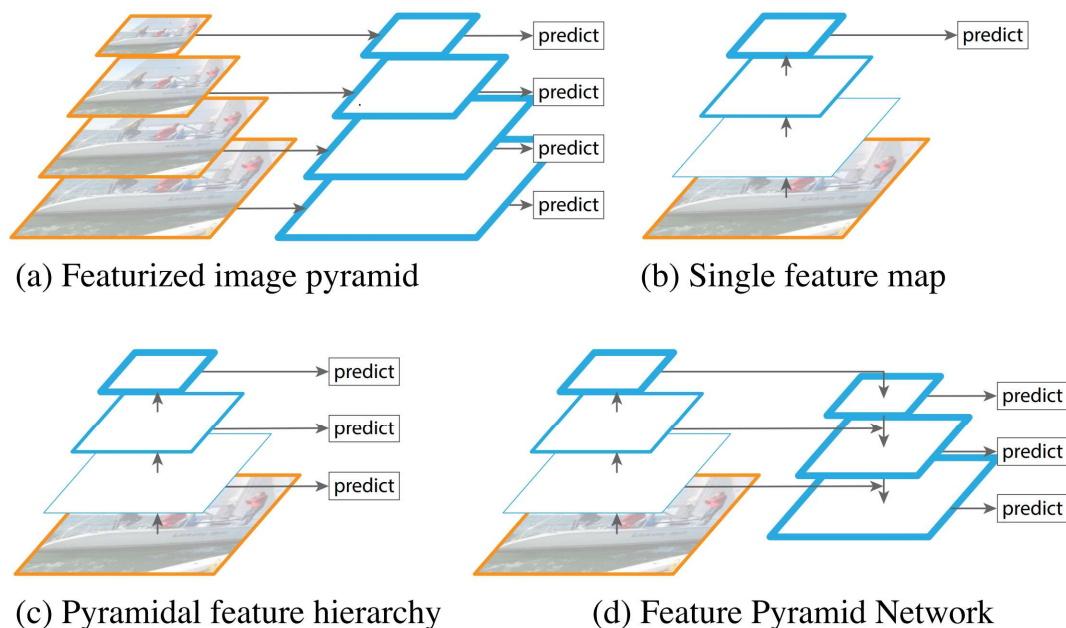 predict
predict
predict
predict
predict
(a) Featurized image pyramid
(b) Single feature map
predict
predict
predict
predict
predict
predict
(c) Pyramidal feature hierarchy
(d) Feature Pyramid Network